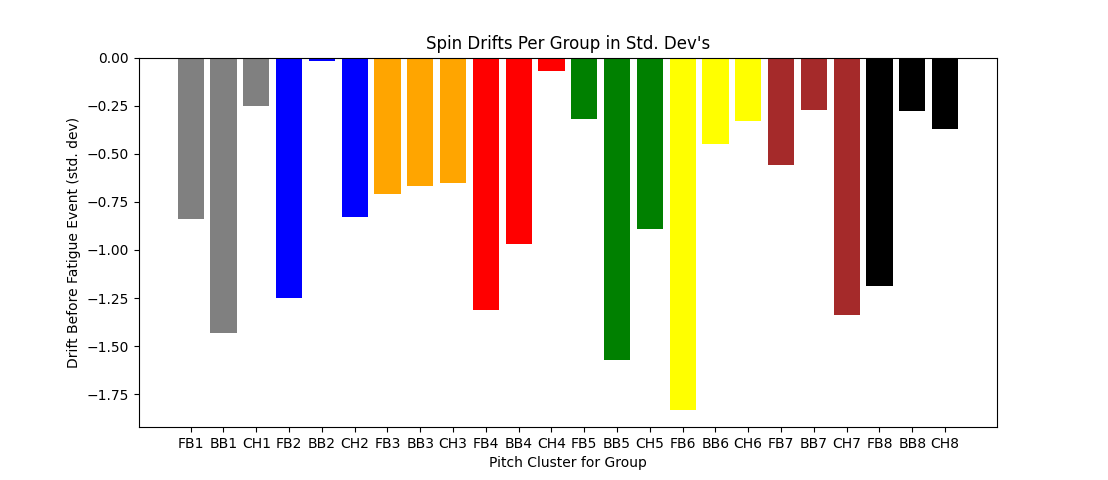 Spin Drifts Per Group in Std. Dev's
Drift Before Fatigue Event (std. dev)
0.00
−0.25
−0.50
−0.75
−1.00
−1.25
−1.50
−1.75
FB1 BB1 CH1 FB2 BB2 CH2 FB3 BB3 CH3 FB4 BB4 CH4 FB5 BB5 CH5 FB6 BB6 CH6 FB7 BB7 CH7 FB8 BB8 CH8
Pitch Cluster for Group